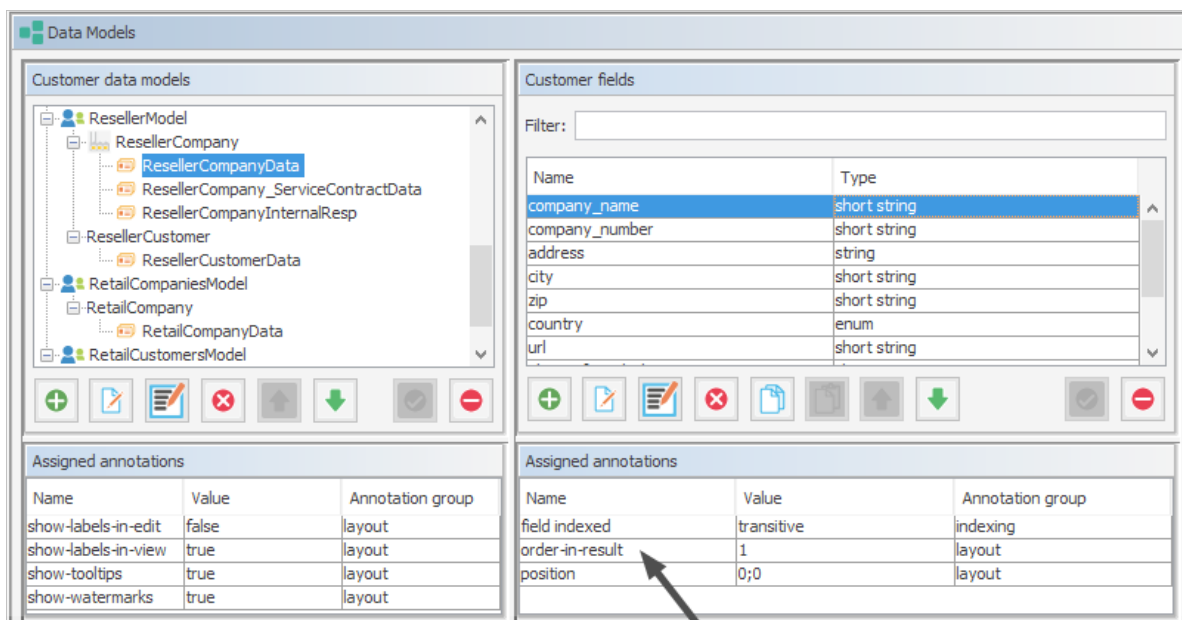 Data Models
Customer data models
ResellerModel
ResellerCompany
ResellerCompanyData
ResellerCompany_ServiceContractData
ResellerCompanyInternalResp
ResellerCustomer
ResellerCustomerData
RetailCompaniesModel
RetailCompany
RetailCompanyData
RetailCustomersModel
Customer fields
Filter:
Name Type
company_name short string
company_number short string
address string
city short string
zip short string
country enum
url short string
Assigned annotations
Name Value Annotation group
show-labels-in-edit false layout
show-labels-in-view true layout
show-tooltips true layout
show-watermarks true layout
Assigned annotations
Name Value Annotation group
field indexed transitive indexing
order-in-result 1 layout
position 0;0 layout